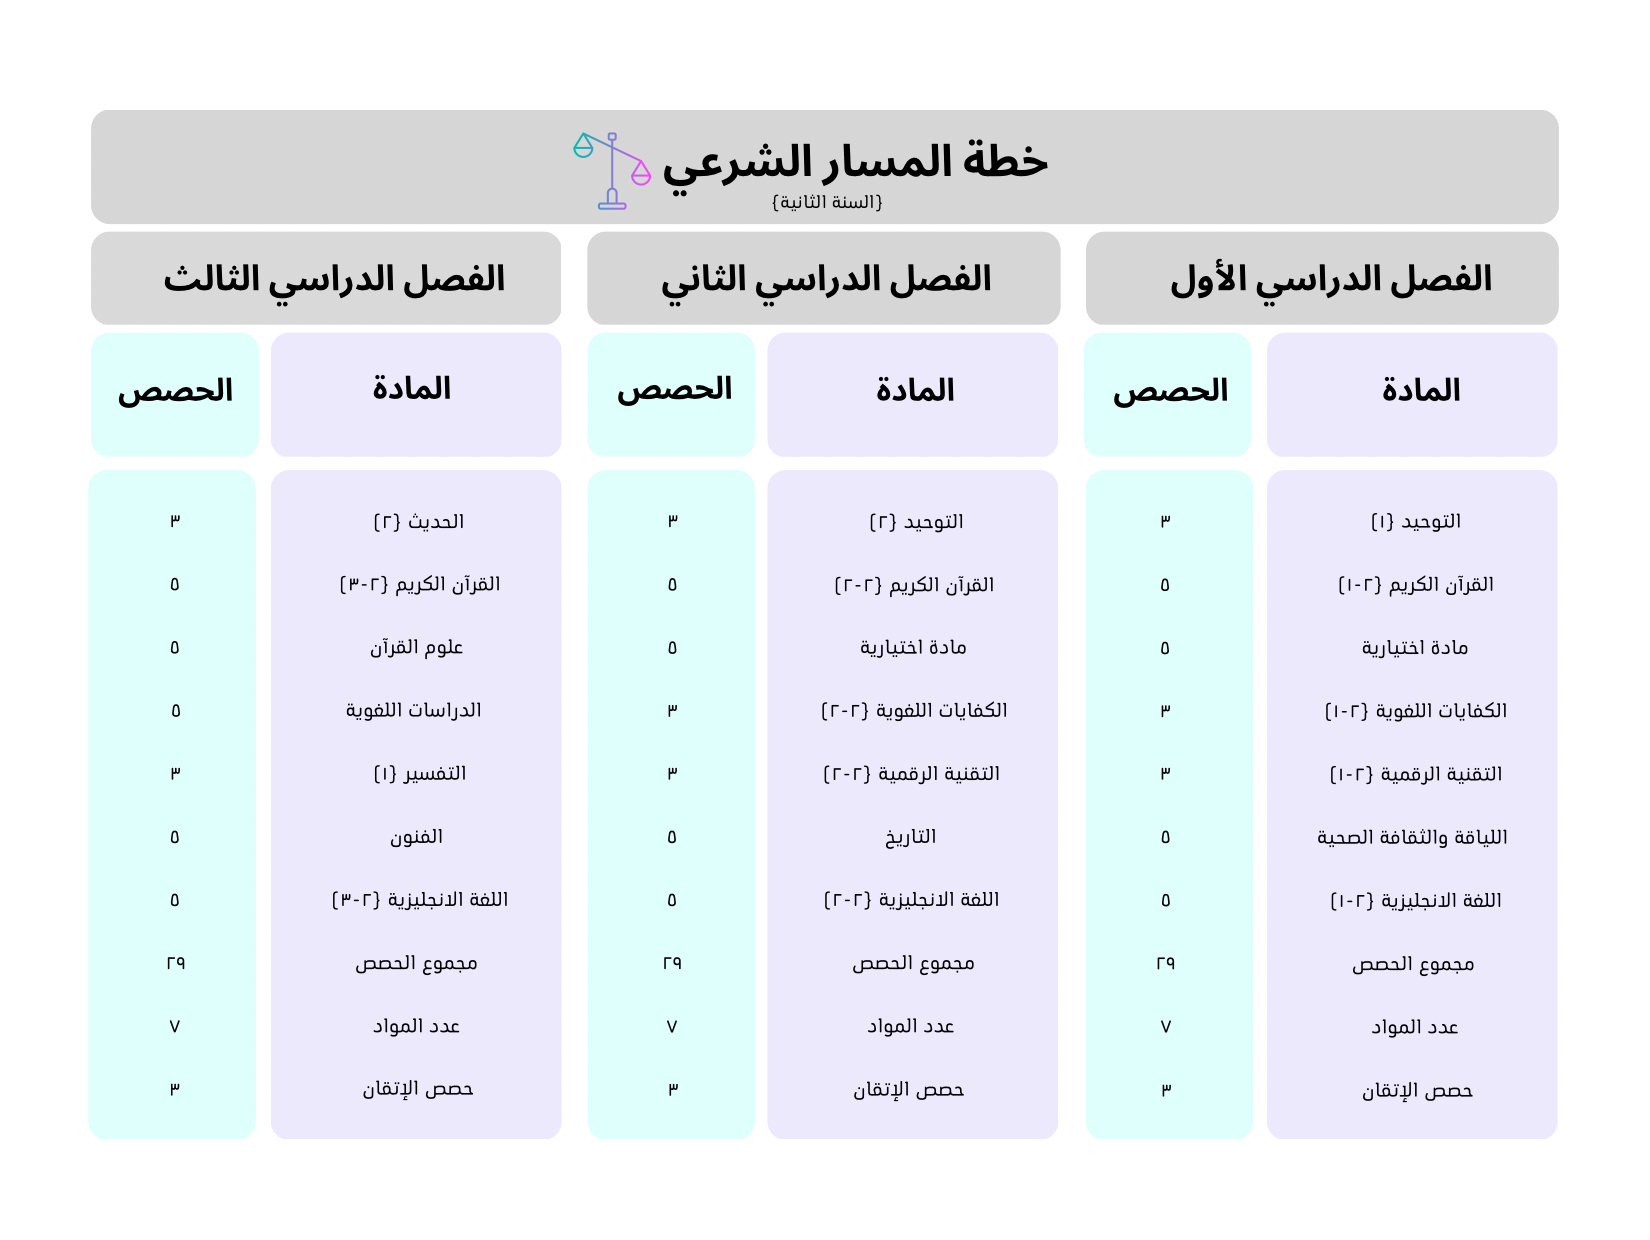 خطة المسار الشرعي
{السنة الثانية}
الفصل الدراسي الأول
المادة الحصص
التوحيد {١} ٣
القرآن الكريم {٢-١} ٥
مادة اختيارية ٥
الكفايات اللغوية {٢-١} ٣
التقنية الرقمية {٢-١} ٣
اللياقة والثقافة الصحية ٥
اللغة الانجليزية {٢-١} ٥
مجموع الحصص ٢٩
عدد المواد ٧
حصص الإتقان ٣
الفصل الدراسي الثاني
المادة الحصص
التوحيد {٢} ٣
القرآن الكريم {٢-٢} ٥
مادة اختيارية ٥
الكفايات اللغوية {٢-٢} ٣
التقنية الرقمية {٢-٢} ٣
التاريخ ٥
اللغة الانجليزية {٢-٢} ٥
مجموع الحصص ٢٩
عدد المواد ٧
حصص الإتقان ٣
الفصل الدراسي الثالث
المادة الحصص
الحديث {٢} ٣
القرآن الكريم {٢-٣} ٥
علوم القرآن ٥
الدراسات اللغوية ٥
التفسير {١} ٣
الفنون ٥
اللغة الانجليزية {٢-٣} ٥
مجموع الحصص ٢٩
عدد المواد ٧
حصص الإتقان ٣